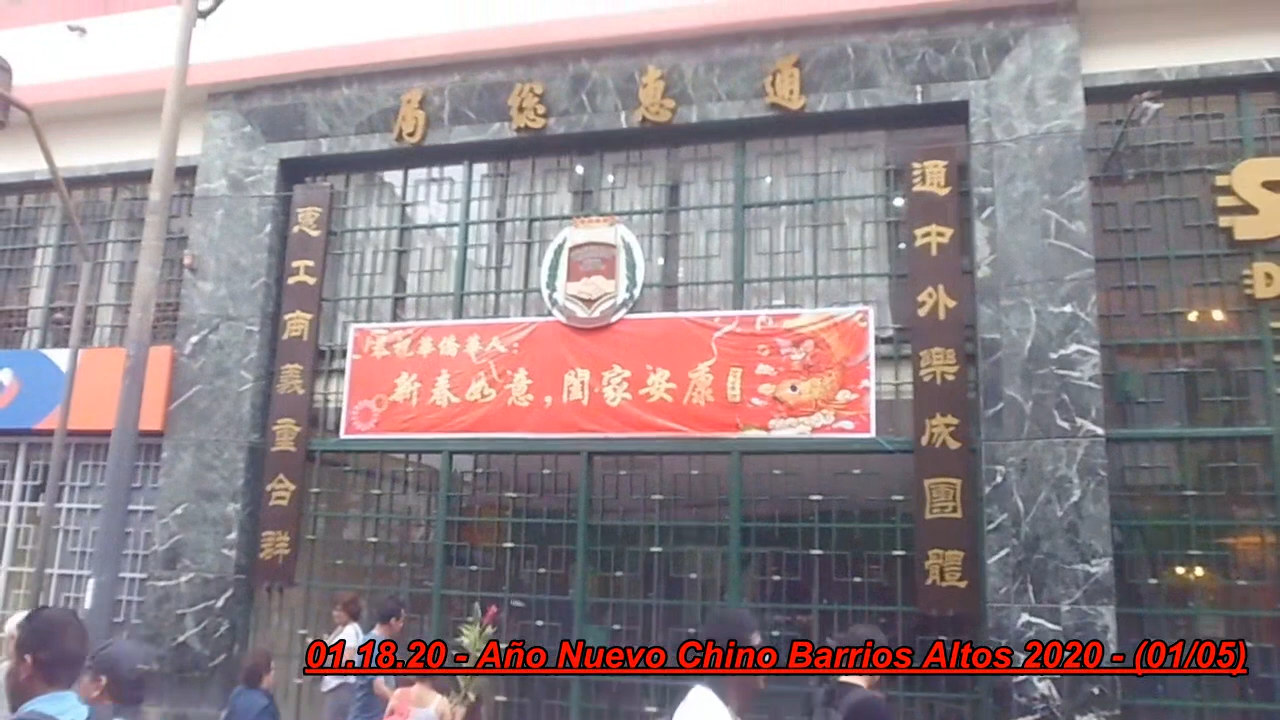 通惠總局
通中外樂成團體
惠工商義重合群
恭祝華僑華人:
新春如意,闔家安康
01.18.20 - Año Nuevo Chino Barrios Altos 2020 - (01/05)